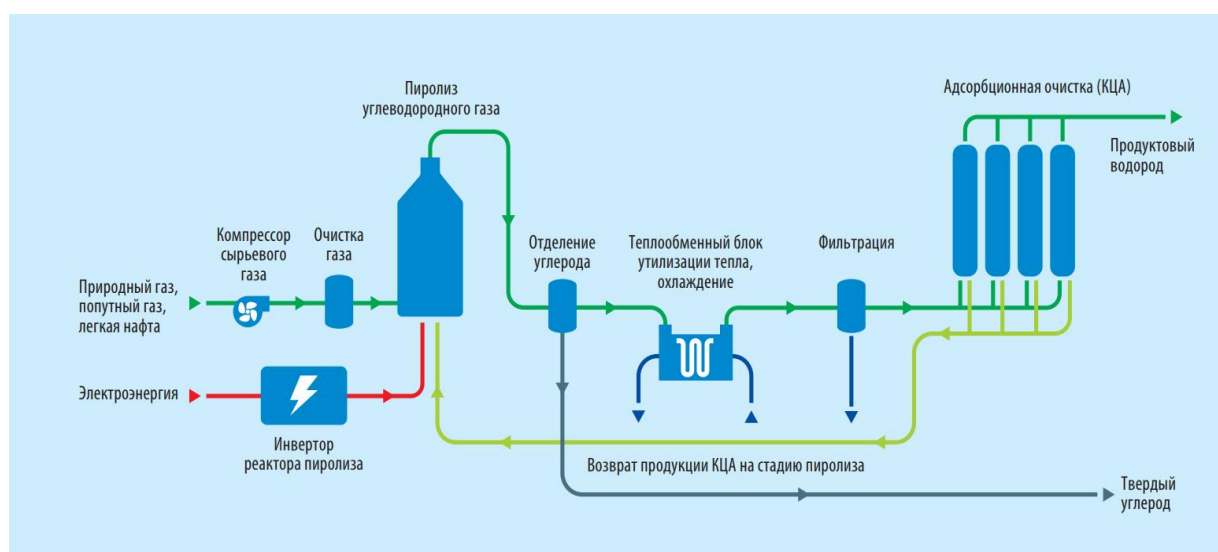 Пиролиз
углеводородного газа
Адсорбционная очистка (КЦА)
Продуктовый
водород
Компрессор
сырьевого
газа
Очистка
газа
Отделение
углерода
Теплообменный блок
утилизации тепла,
охлаждение
Фильтрация
Природный газ,
попутный газ,
легкая нафта
Электроэнергия
Инвертор
реактора пиролиза
Возврат продукции КЦА на стадию пиролиза
Твердый
углерод